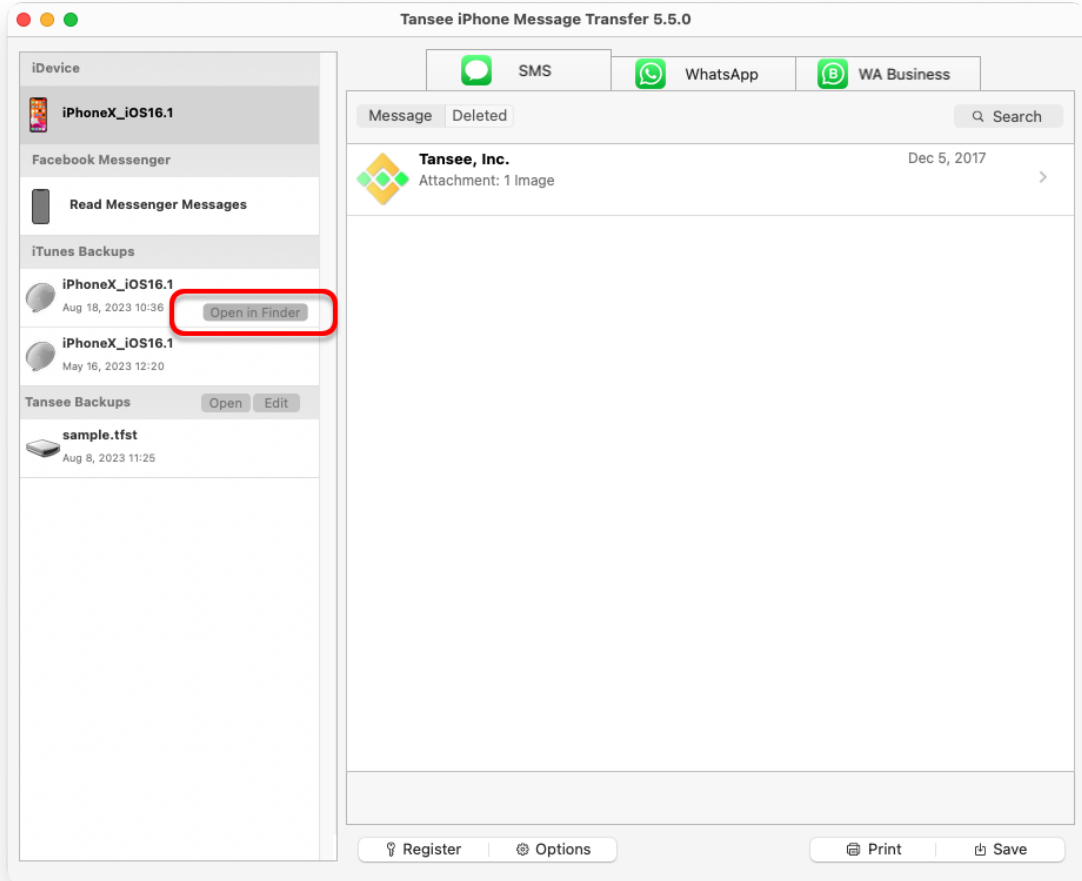 Tansee iPhone Message Transfer 5.5.0
iDevice
iPhoneX_iOS16.1
Facebook Messenger
Read Messenger Messages
iTunes Backups
iPhoneX_iOS16.1
Aug 18, 2023 10:36
Open in Finder
iPhoneX_iOS16.1
May 16, 2023 12:20
Tansee Backups Open Edit
sample.tfst
Aug 8, 2023 11:25
SMS WhatsApp WA Business
Message Deleted Search
Tansee, Inc. Dec 5, 2017
Attachment: 1 Image
Register Options Print Save